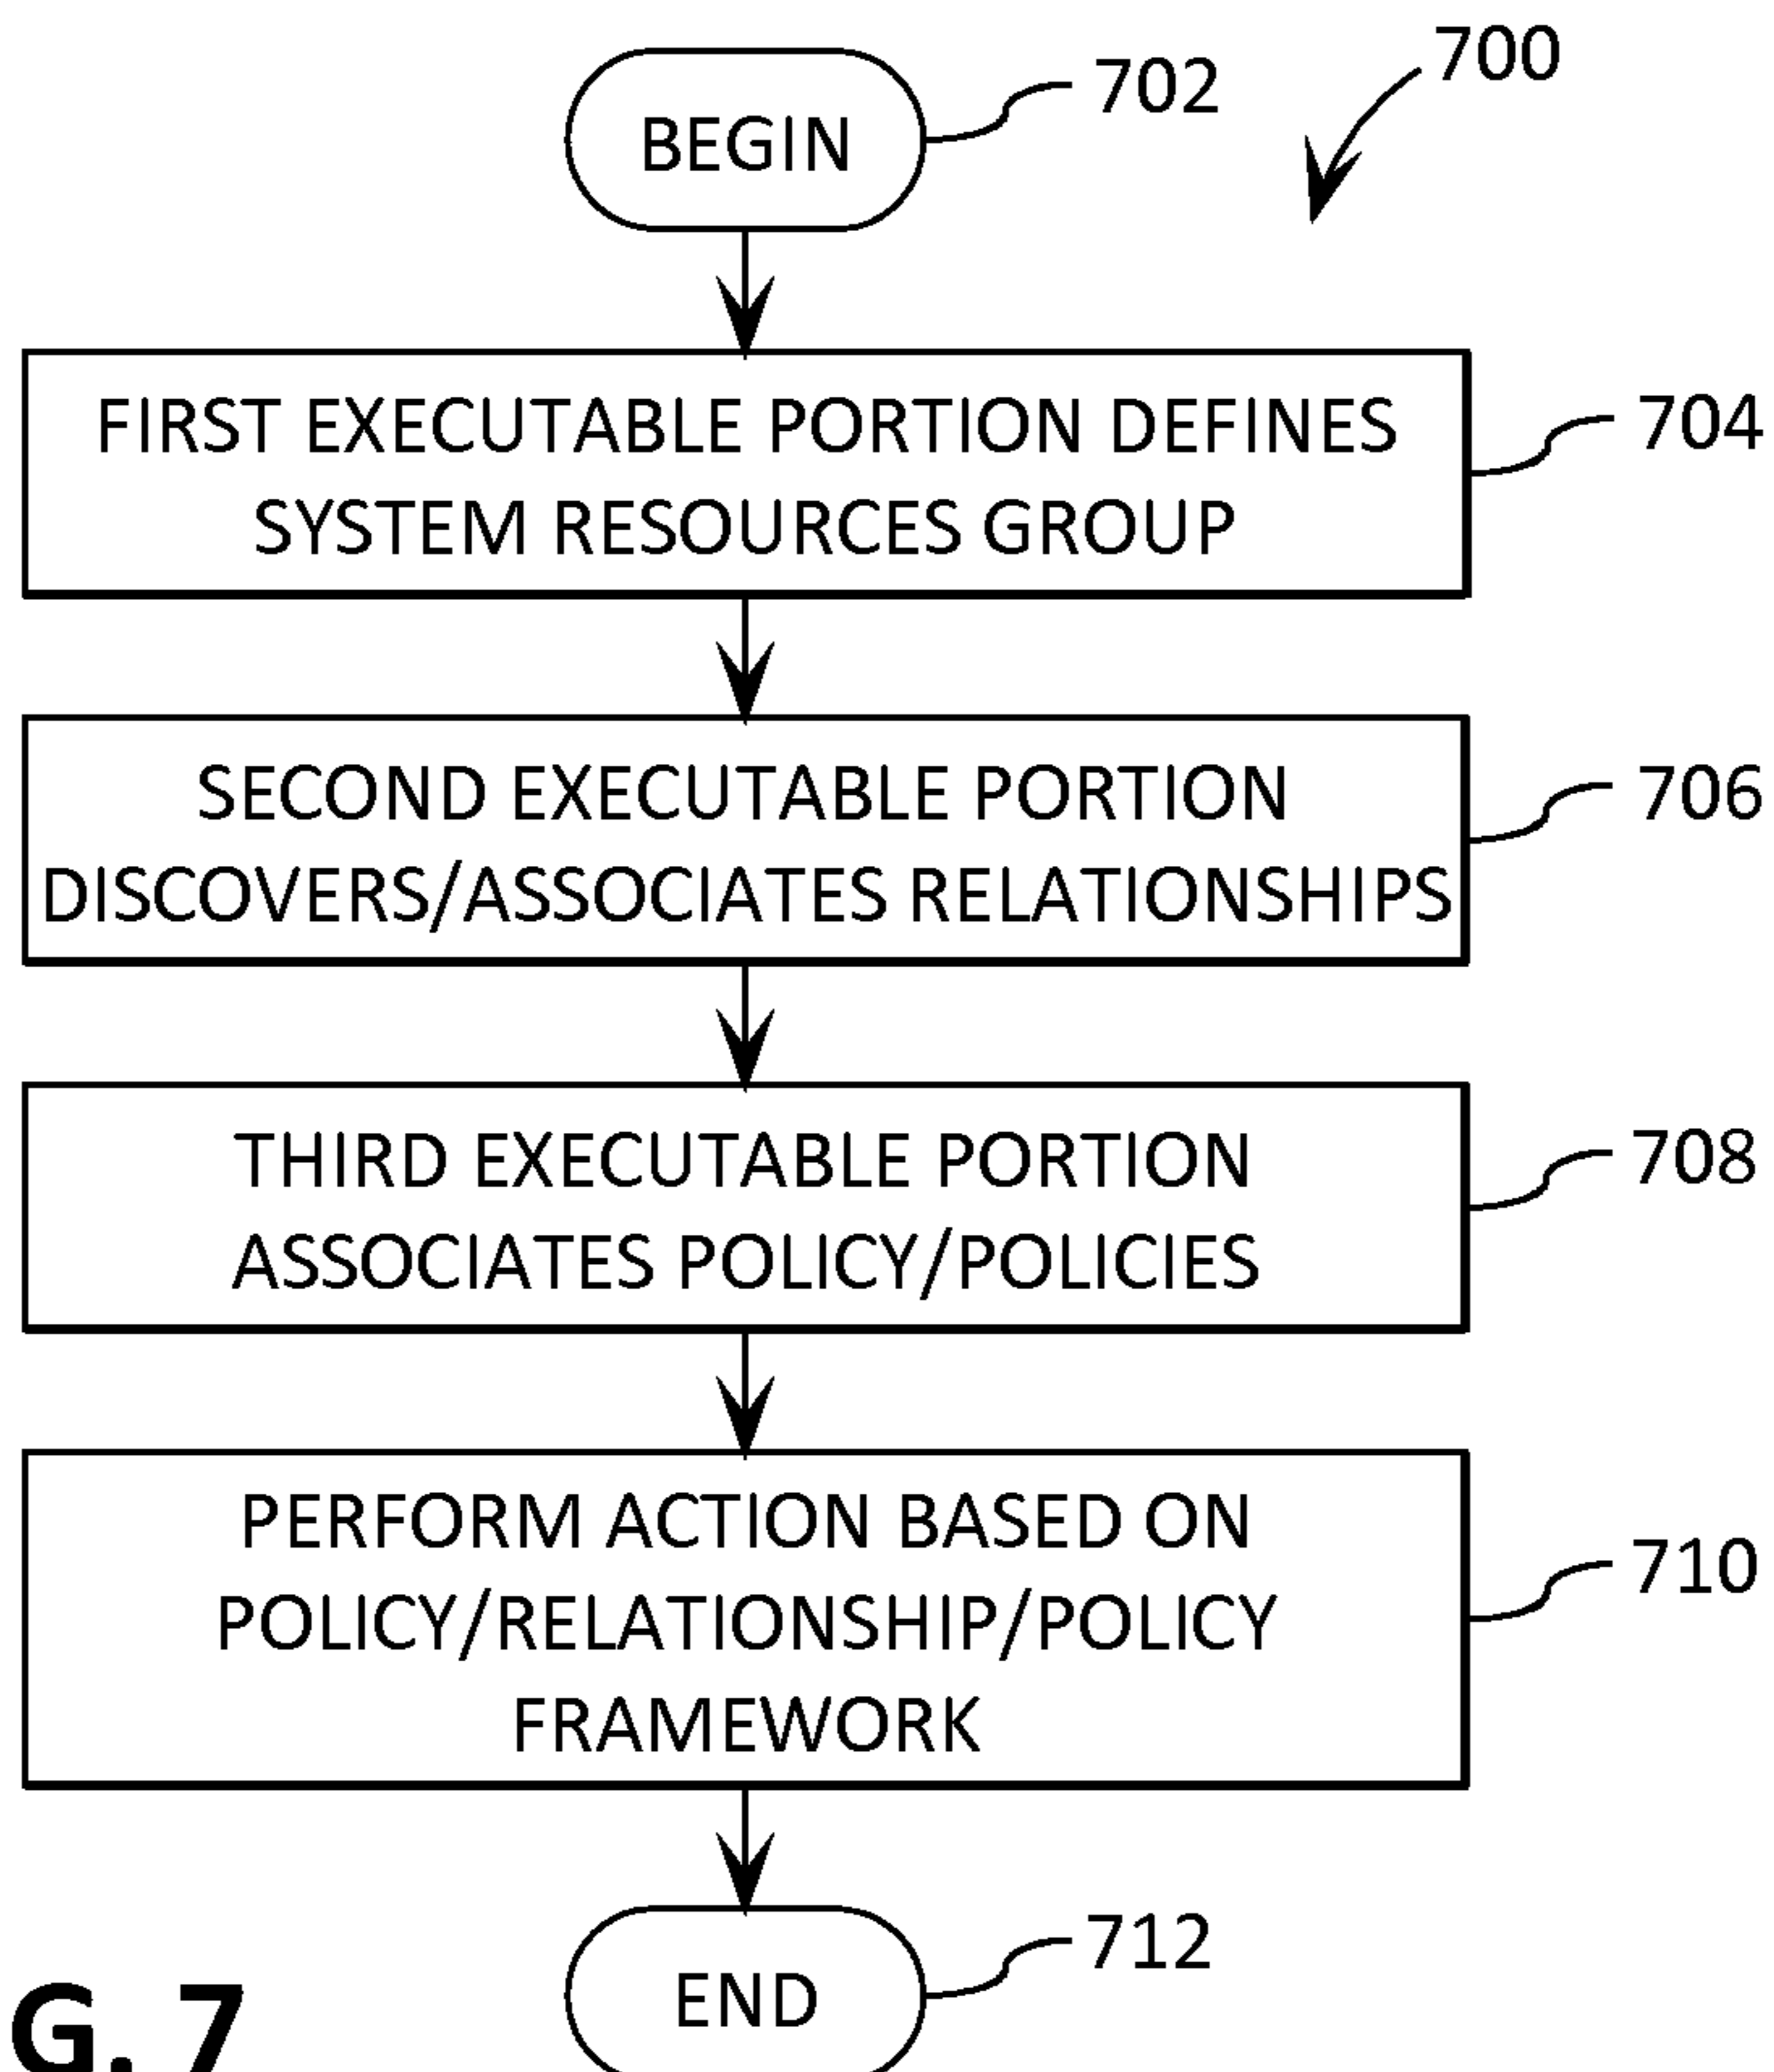 700
BEGIN
702
FIRST EXECUTABLE PORTION DEFINES
SYSTEM RESOURCES GROUP
704
SECOND EXECUTABLE PORTION
DISCOVERS/ASSOCIATES RELATIONSHIPS
706
THIRD EXECUTABLE PORTION
ASSOCIATES POLICY/POLICIES
708
PERFORM ACTION BASED ON
POLICY/RELATIONSHIP/POLICY
FRAMEWORK
710
END
712
G. 7